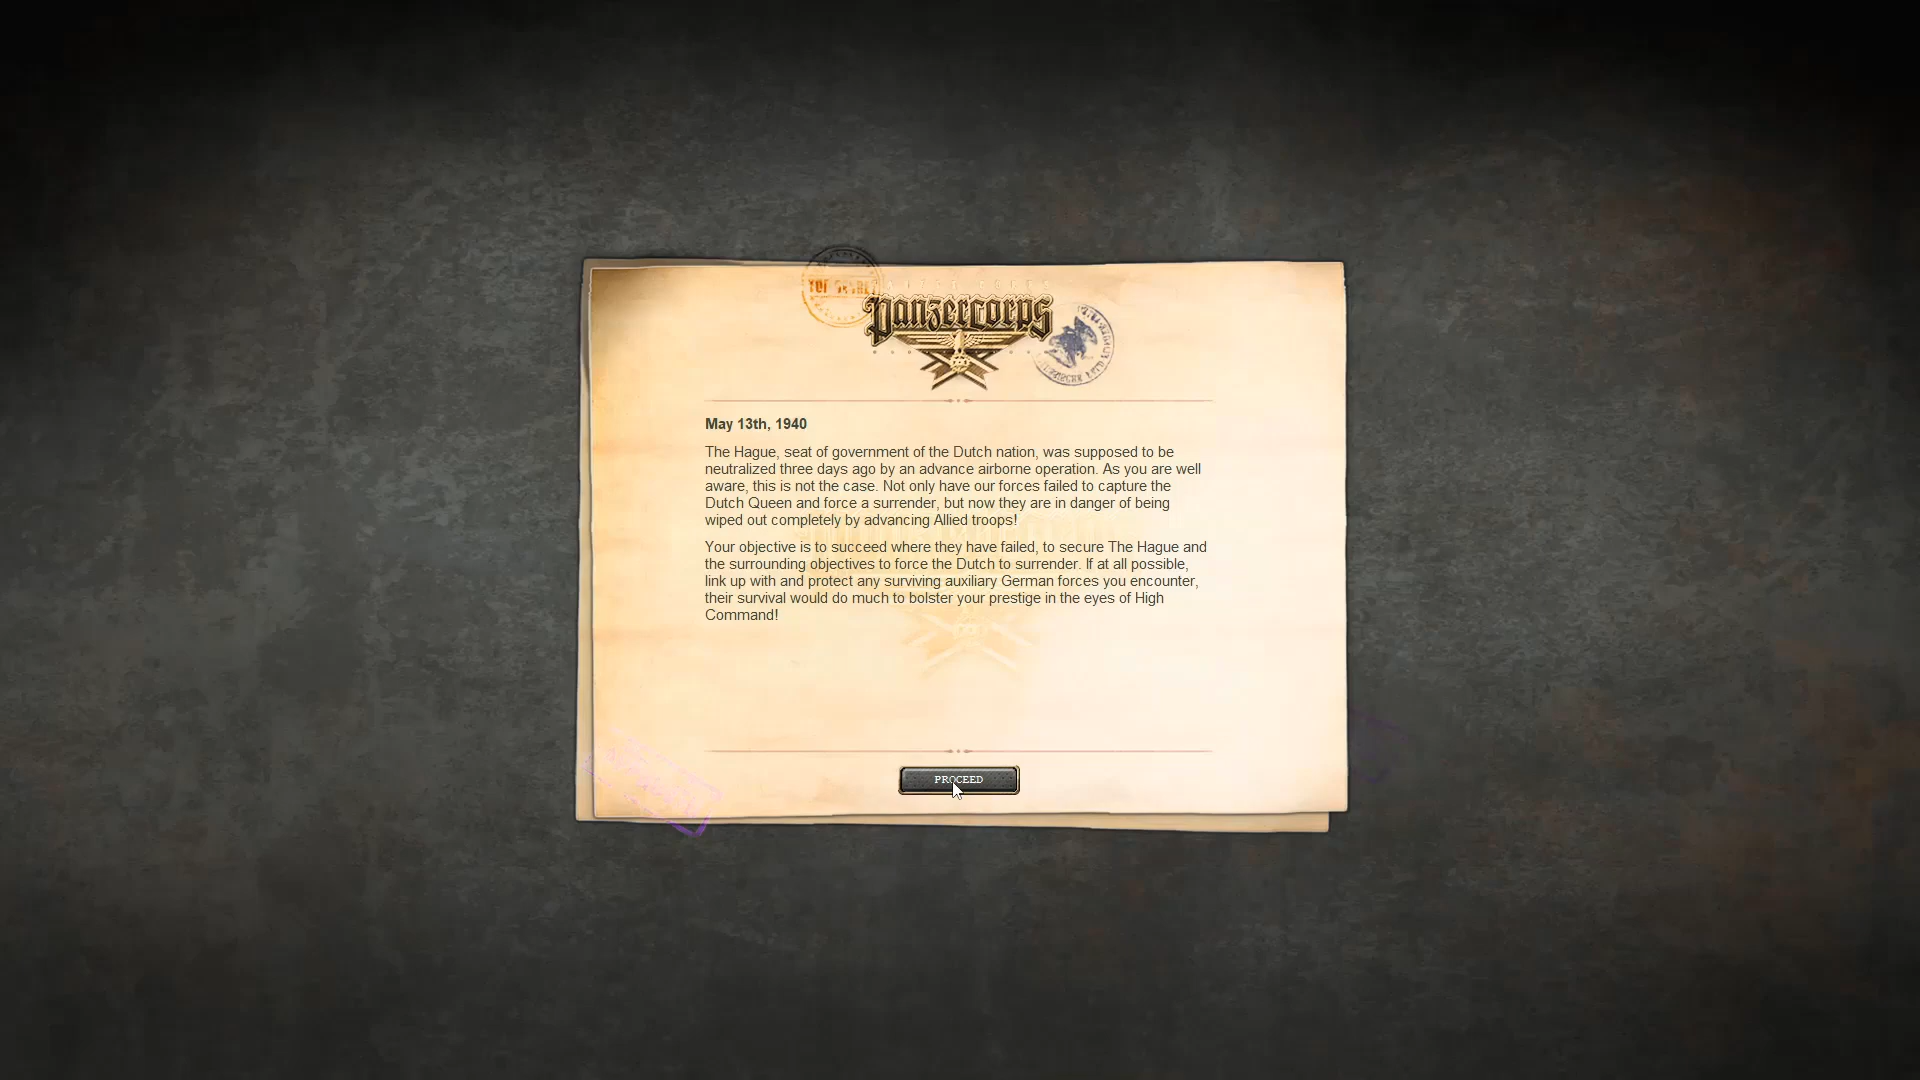 Panzercorps
May 13th, 1940
The Hague, seat of government of the Dutch nation, was supposed to be
neutralized three days ago by an advance airborne operation. As you are well
aware, this is not the case. Not only have our forces failed to capture the
Dutch Queen and force a surrender, but now they are in danger of being
wiped out completely by advancing Allied troops!
Your objective is to succeed where they have failed, to secure The Hague and
the surrounding objectives to force the Dutch to surrender. If at all possible,
link up with and protect any surviving auxiliary German forces you encounter,
their survival would do much to bolster your prestige in the eyes of High
Command!
PROCEED